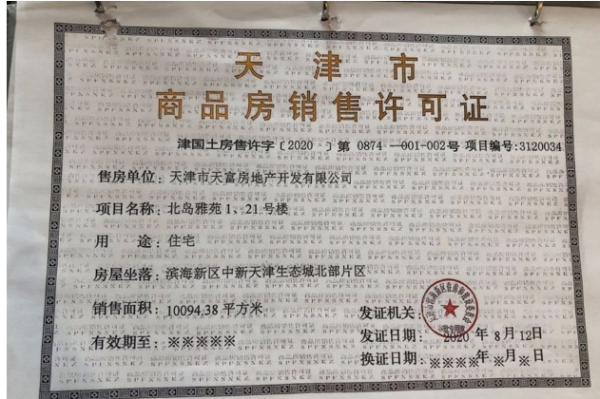 天津市
商品房销售许可证
津国土房售许字〔2020 〕第 0874 —001-002号 项目编号:3120034
售房单位: 天津市天富房地产开发有限公司
项目名称: 北岛雅苑1、21号楼
用 途: 住宅
房屋坐落: 滨海新区中新天津生态城北部片区
销售面积: 10094.38 平方米
发证机关:
发证日期: 2020 年 8 月 12日
有效期至: ※※※※※
换证日期: ※※※※ 年 ※月 ※ 日